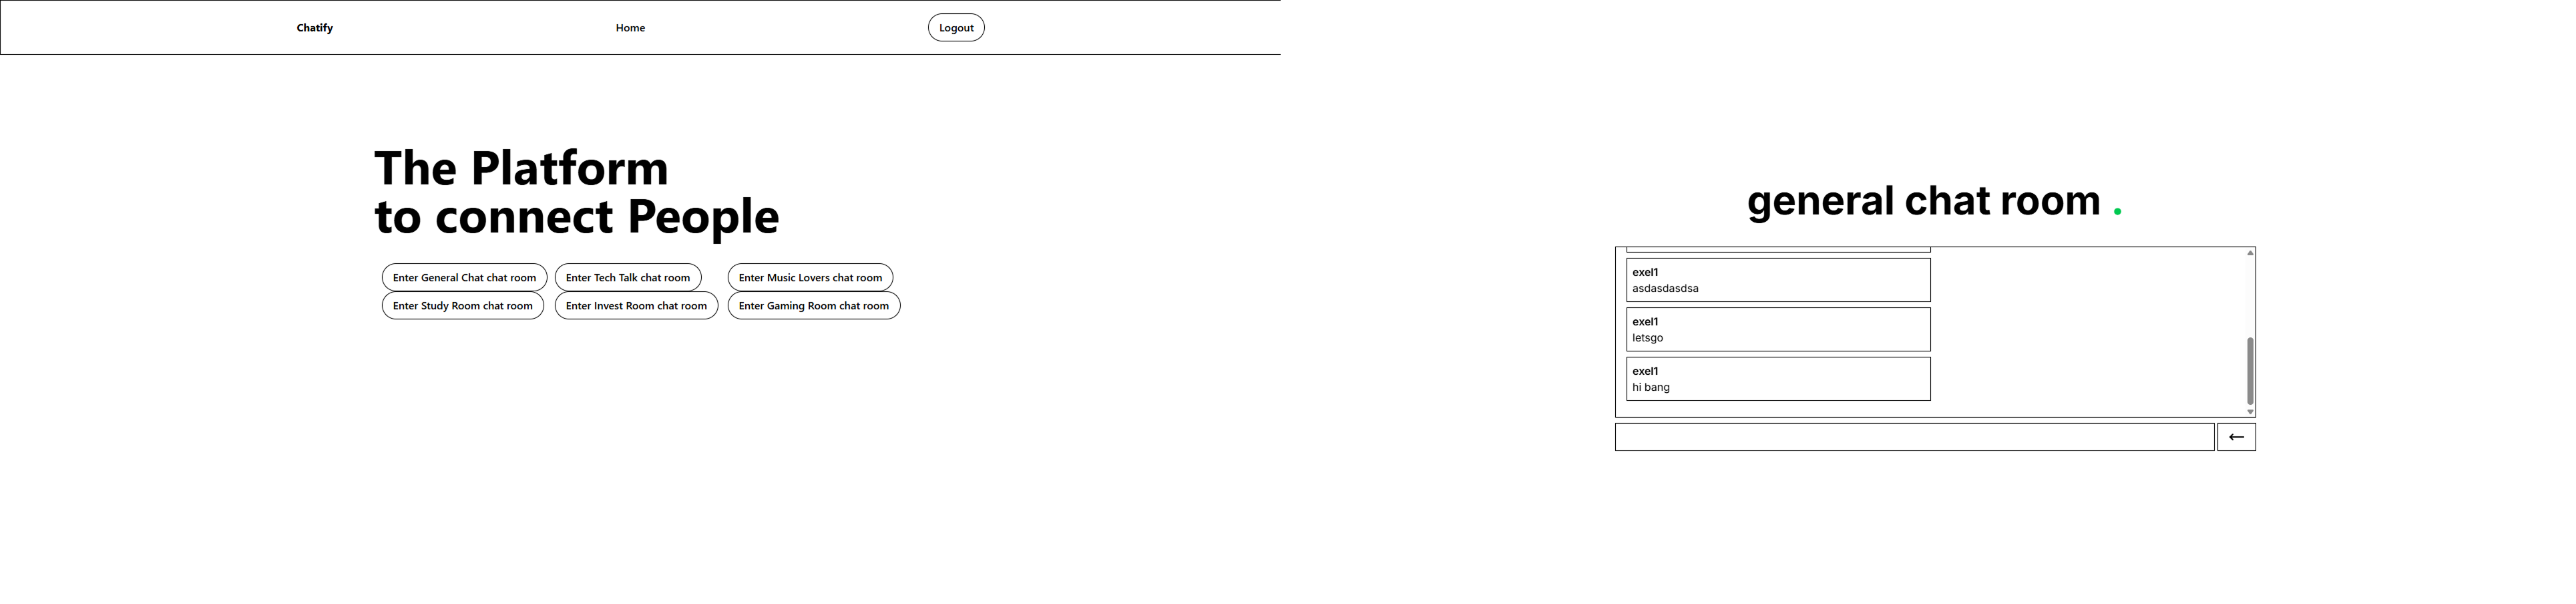 Chatify
Home
Logout
The Platform
to connect People
Enter General Chat chat room
Enter Tech Talk chat room
Enter Music Lovers chat room
Enter Study Room chat room
Enter Invest Room chat room
Enter Gaming Room chat room
general chat room .
exel1
asdasdasdsa
exel1
letsgo
exel1
hi bang